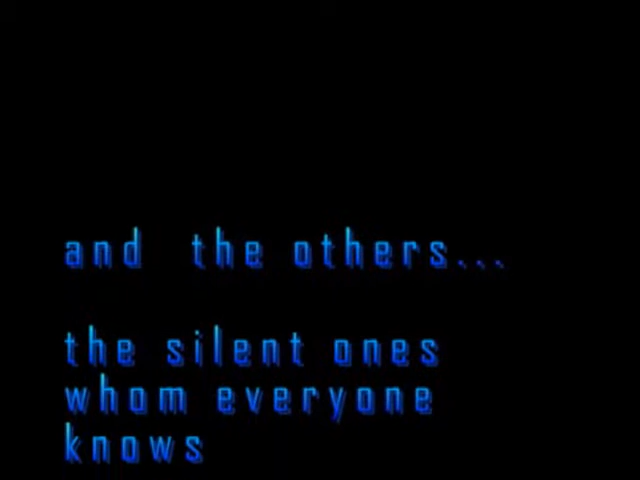 and the others...
the silent ones
whom everyone
knows